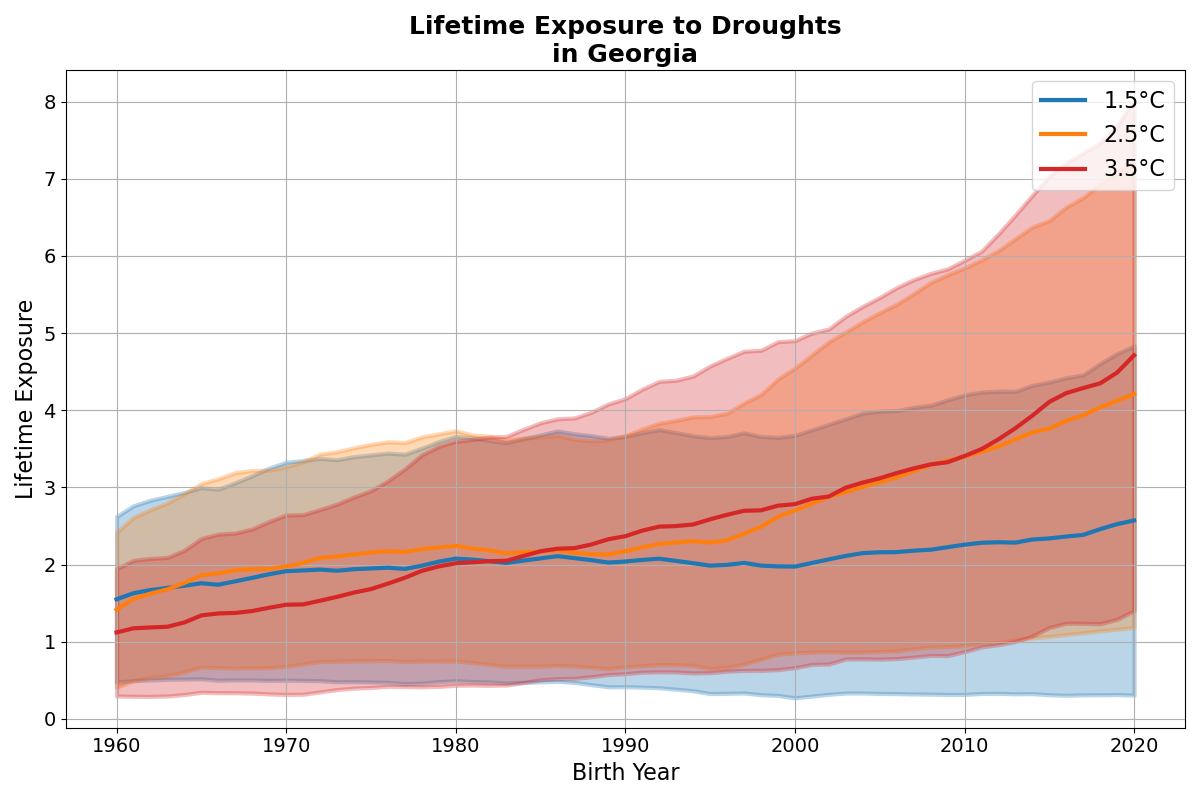 Lifetime Exposure to Droughts
in Georgia
1.5°C
2.5°C
3.5°C
Lifetime Exposure
8
7
6
5
4
3
2
1
0
1960
1970
1980
1990
2000
2010
2020
Birth Year